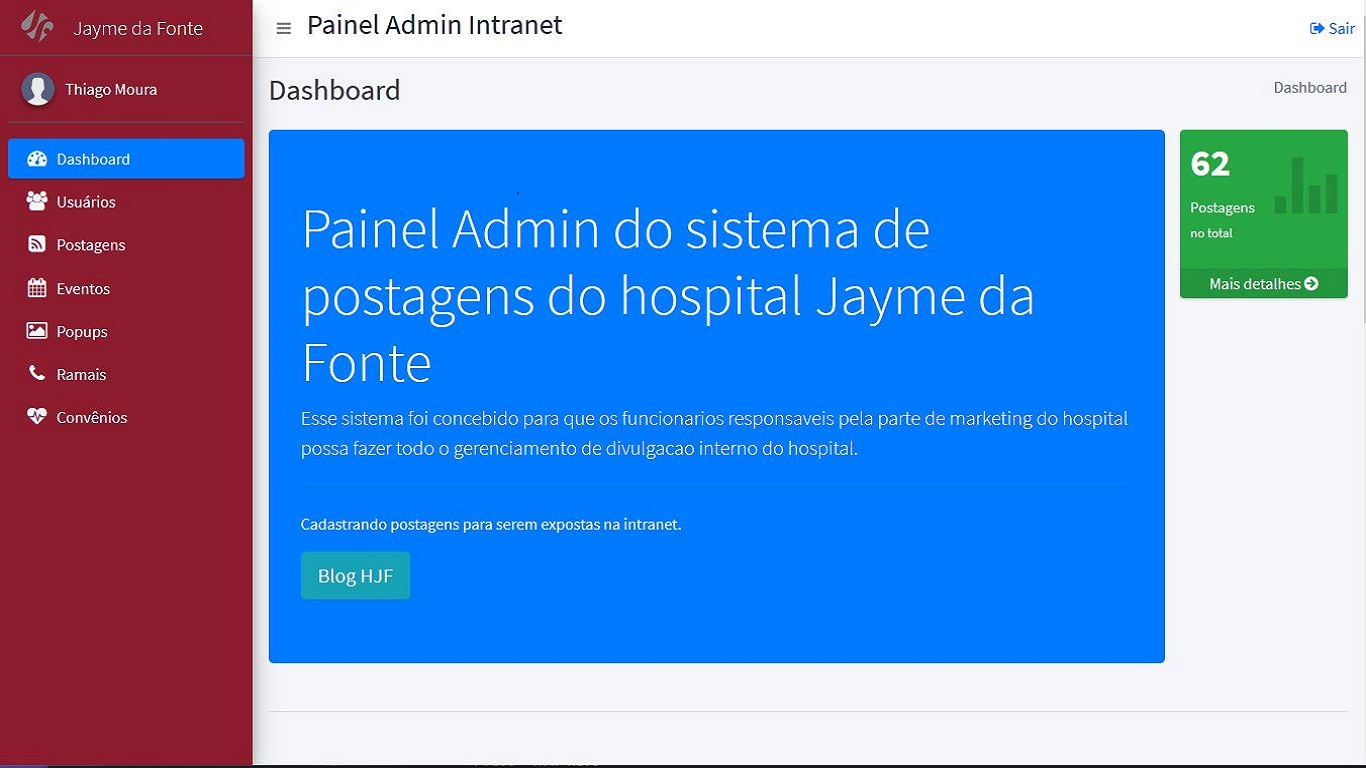 Jayme da Fonte
Painel Admin Intranet
Sair
Thiago Moura
Dashboard
Usuários
Postagens
Eventos
Popups
Ramais
Convênios
Dashboard
Dashboard
Painel Admin do sistema de
postagens do hospital Jayme da
Fonte
Esse sistema foi concebido para que os funcionarios responsaveis pela parte de marketing do hospital
possa fazer todo o gerenciamento de divulgacao interno do hospital.
Cadastrando postagens para serem expostas na intranet.
Blog HJF
62
Postagens
no total
Mais detalhes